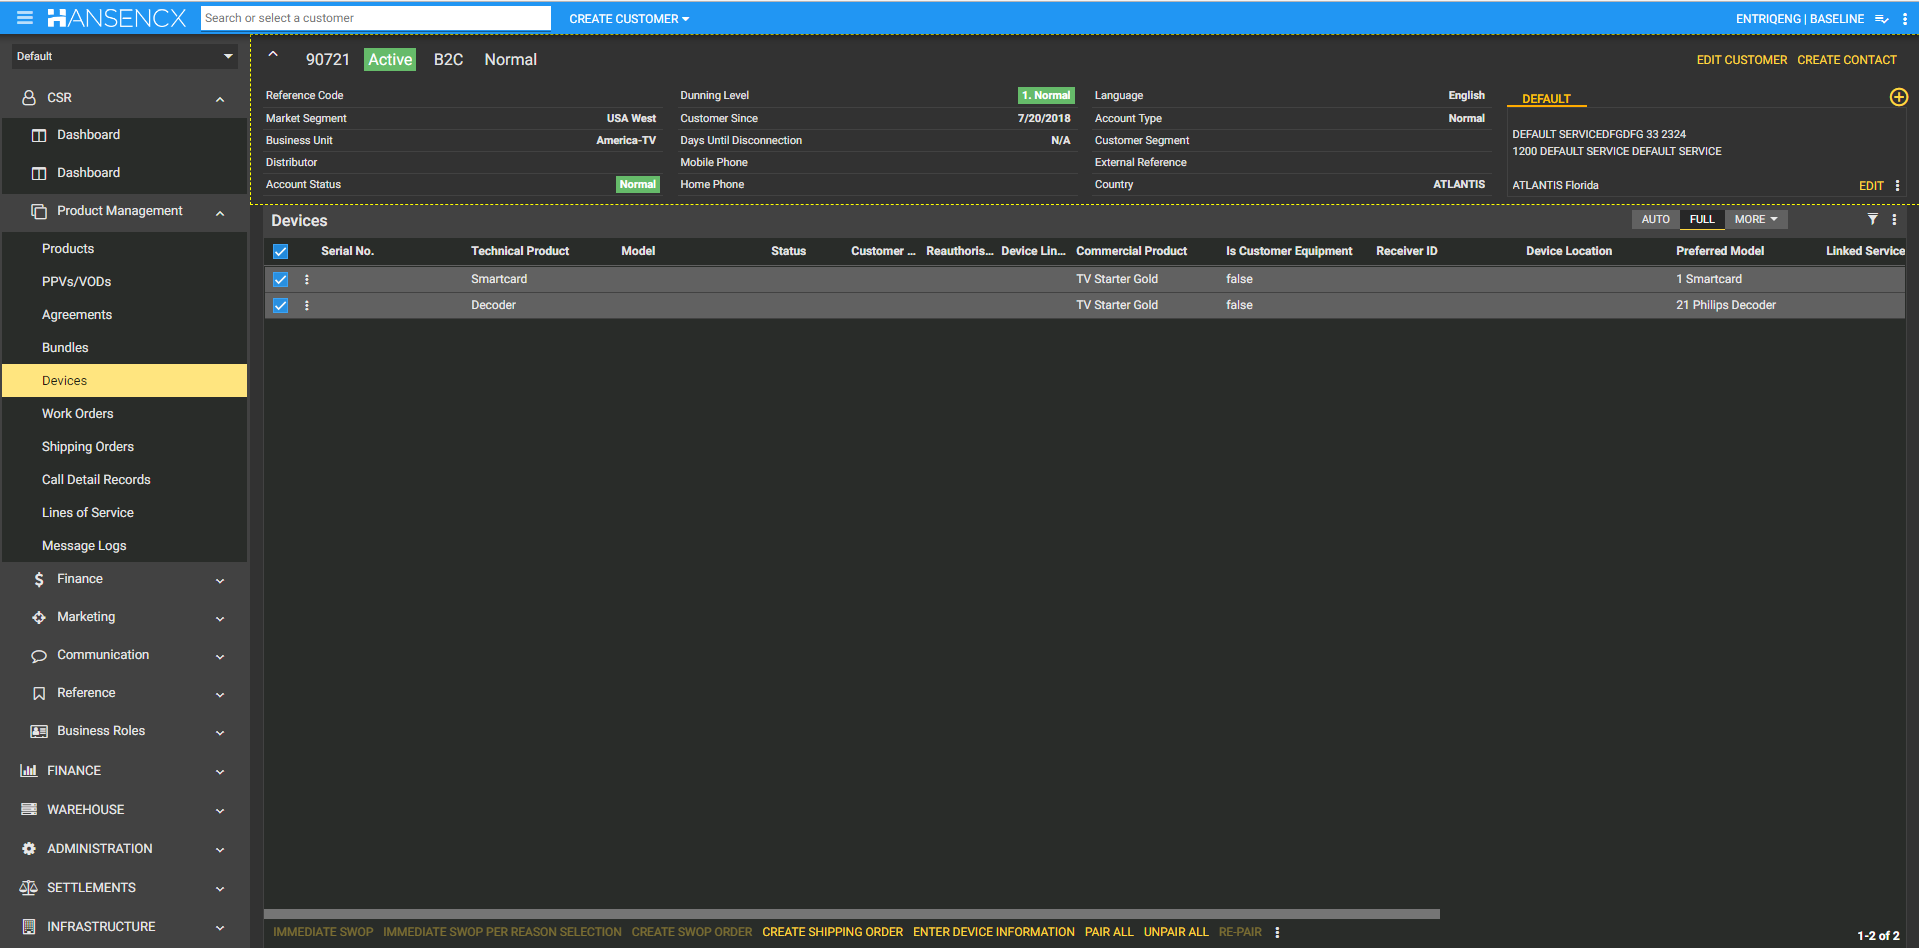 HANSENCX
Search or select a customer
CREATE CUSTOMER
ENTRIQENG | BASELINE
Default
CSR
Dashboard
Dashboard
Product Management
Products
PPVs/VODs
Agreements
Bundles
Devices
Work Orders
Shipping Orders
Call Detail Records
Lines of Service
Message Logs
Finance
Marketing
Communication
Reference
Business Roles
FINANCE
WAREHOUSE
ADMINISTRATION
SETTLEMENTS
INFRASTRUCTURE
90721 Active B2C Normal
EDIT CUSTOMER CREATE CONTACT
Reference Code
Market Segment USA West
Business Unit America-TV
Distributor
Account Status Normal
Dunning Level 1. Normal
Customer Since 7/20/2018
Days Until Disconnection N/A
Mobile Phone
Home Phone
Language English
Account Type Normal
Customer Segment
External Reference
Country ATLANTIS
DEFAULT
DEFAULT SERVICEDFGDFG 33 2324
1200 DEFAULT SERVICE DEFAULT SERVICE
ATLANTIS Florida EDIT
Devices
AUTO FULL MORE
Serial No. Technical Product Model Status Customer ... Reauthoris... Device Lin... Commercial Product Is Customer Equipment Receiver ID Device Location Preferred Model Linked Service
Smartcard TV Starter Gold false 1 Smartcard
Decoder TV Starter Gold false 21 Philips Decoder
IMMEDIATE SWOP IMMEDIATE SWOP PER REASON SELECTION CREATE SWOP ORDER CREATE SHIPPING ORDER ENTER DEVICE INFORMATION PAIR ALL UNPAIR ALL RE-PAIR
1-2 of 2